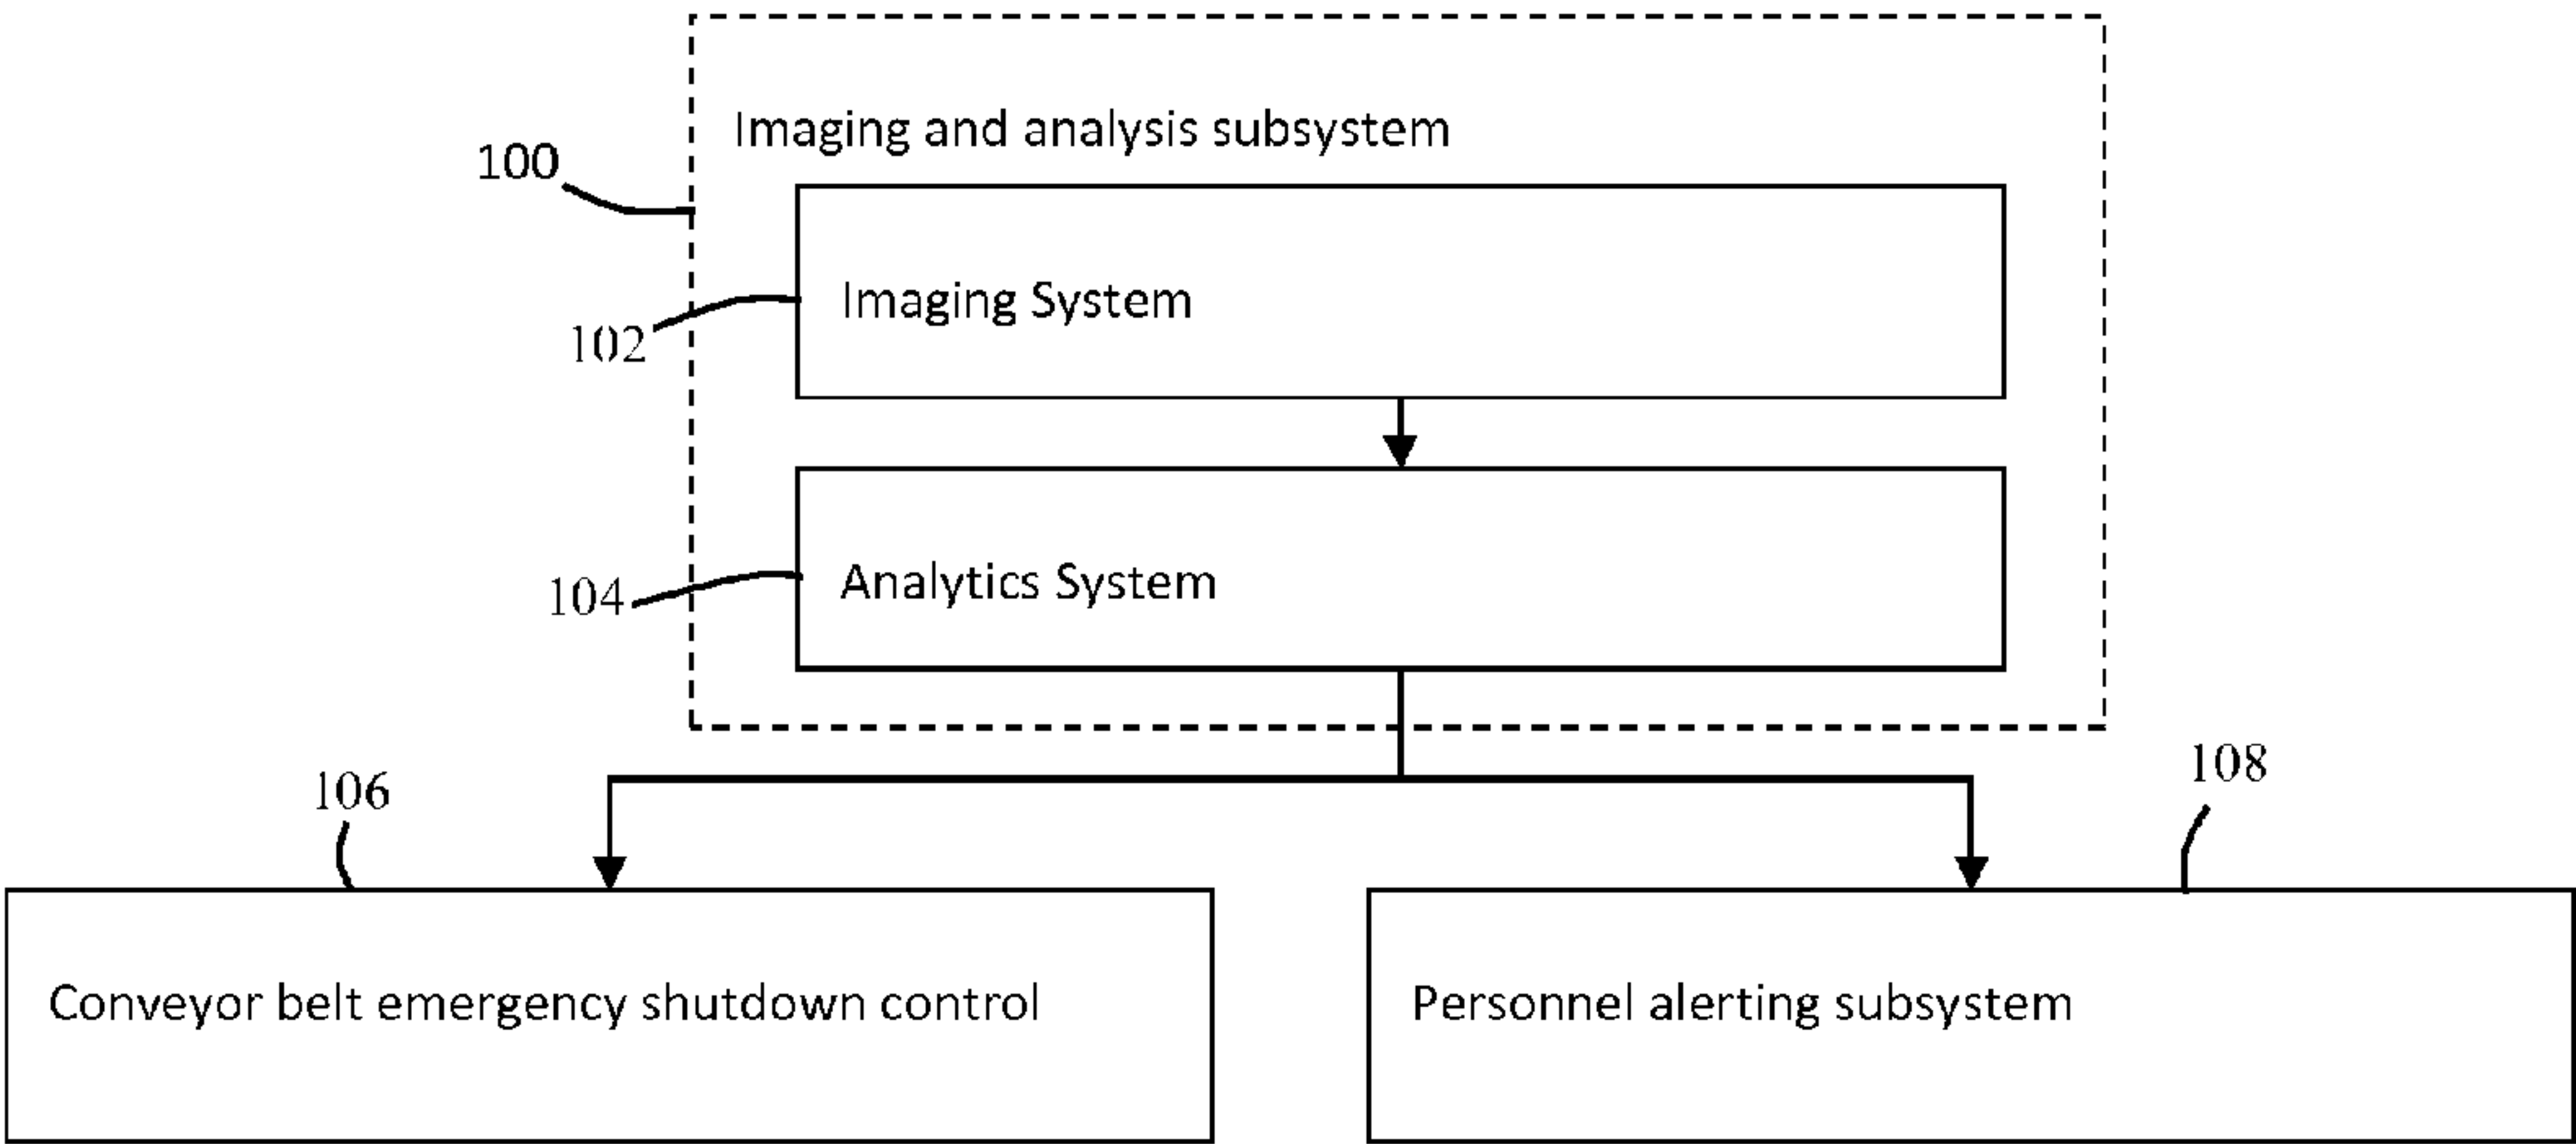 Imaging and analysis subsystem
100
Imaging System
102
Analytics System
104
106
108
Conveyor belt emergency shutdown control
Personnel alerting subsystem